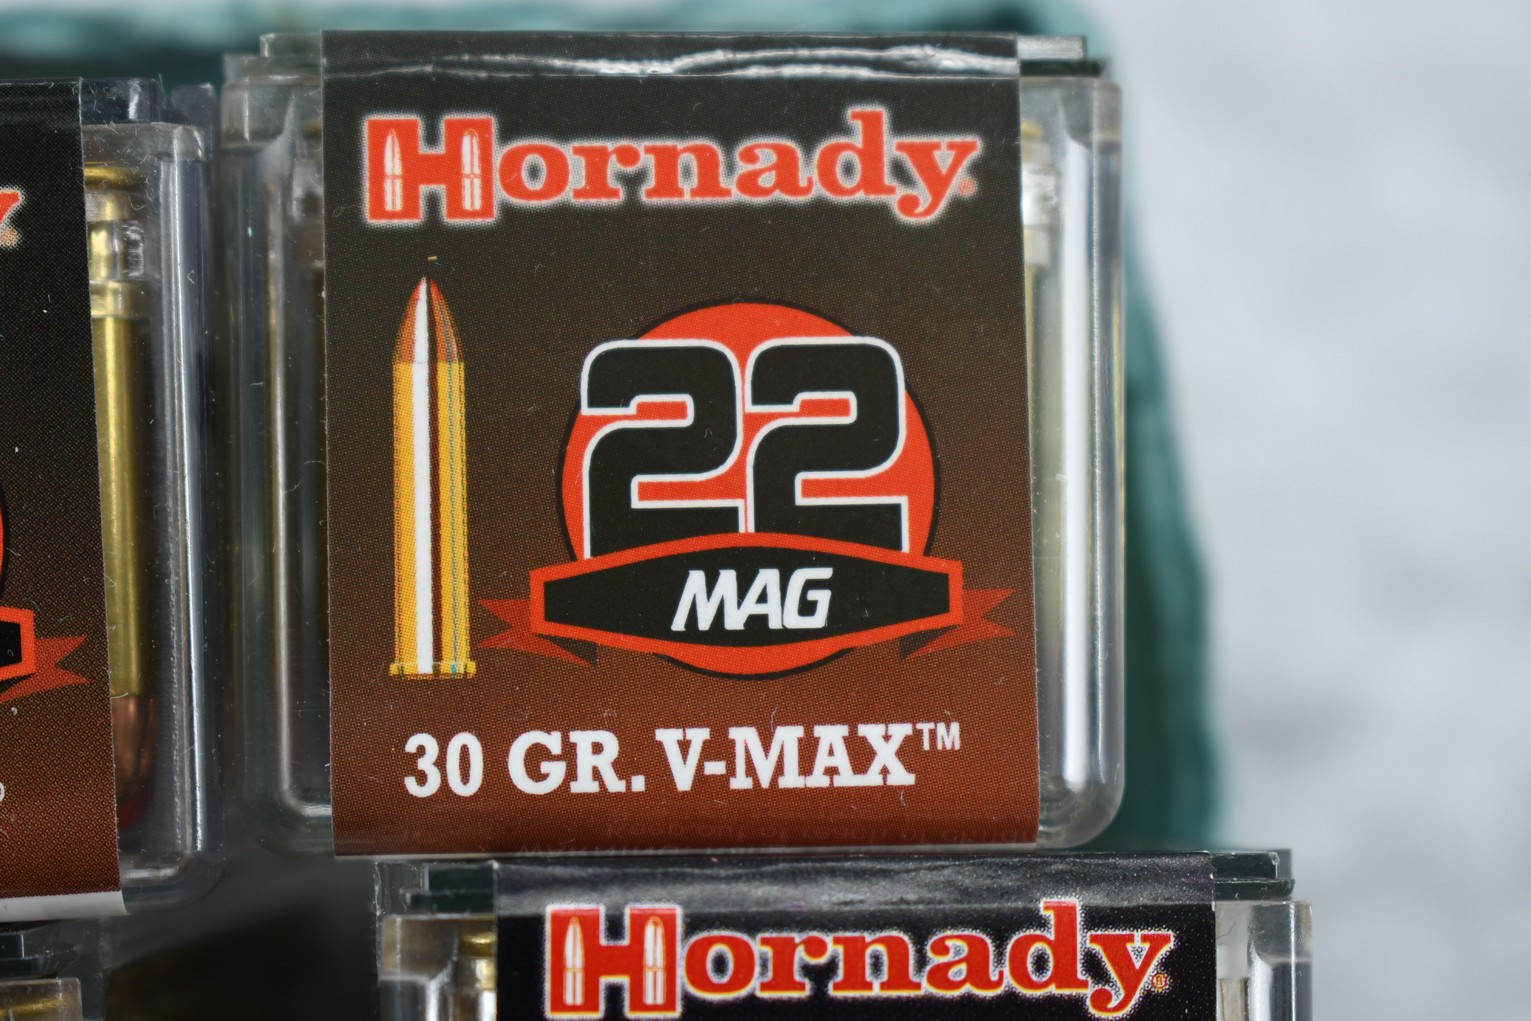 Hornady®
22
MAG
30 GR. V-MAX™
Hornady®